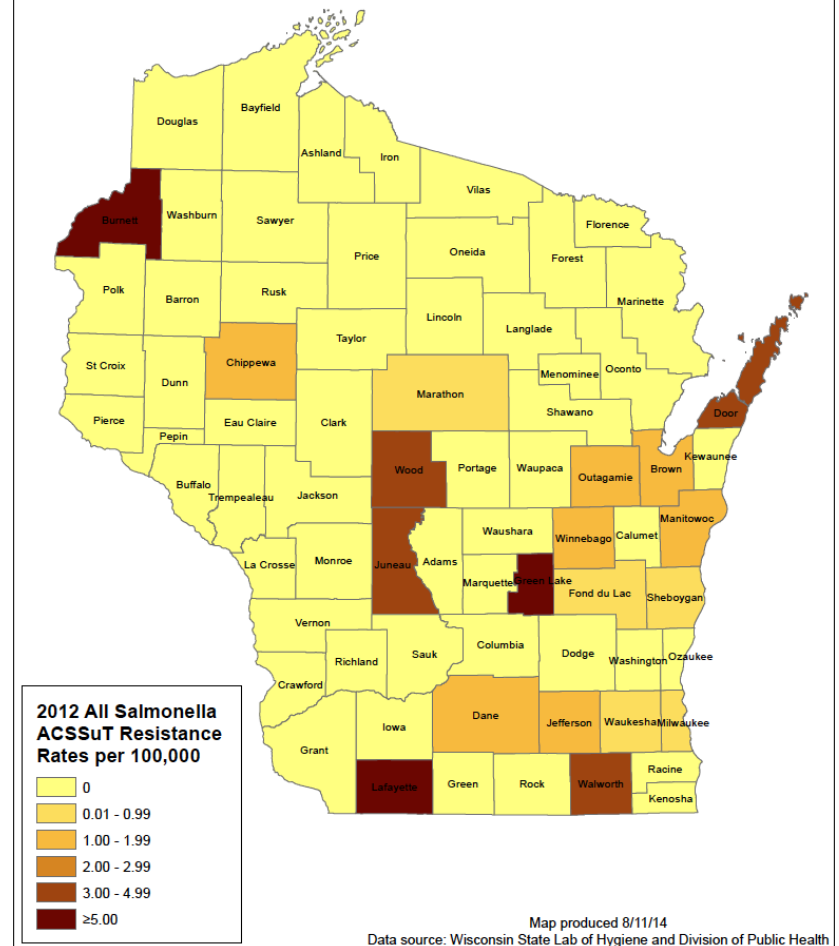 Douglas
Bayfield
Ashland
Iron
Vilas
Florence
Burnett
Washburn
Sawyer
Price
Oneida
Forest
Marinette
Polk
Barron
Rusk
Lincoln
Langlade
Taylor
Oconto
St Croix
Dunn
Chippewa
Menominee
Marathon
Shawano
Door
Pierce
Eau Claire
Clark
Pepin
Kewaunee
Wood
Portage
Waupaca
Outagamie
Brown
Buffalo
Trempealeau
Jackson
Manitowoc
Waushara
Winnebago
Calumet
La Crosse
Monroe
Juneau
Adams
Marquette
Green Lake
Fond du Lac
Sheboygan
Vernon
Columbia
Sauk
Dodge
Richland
Washington
Ozaukee
Crawford
Dane
Jefferson
Waukesha
Milwaukee
Iowa
Grant
Lafayette
Green
Rock
Walworth
Racine
Kenosha
2012 All Salmonella
ACSSuT Resistance
Rates per 100,000
0
0.01 - 0.99
1.00 - 1.99
2.00 - 2.99
3.00 - 4.99
≥5.00
Map produced 8/11/14
Data source: Wisconsin State Lab of Hygiene and Division of Public Health